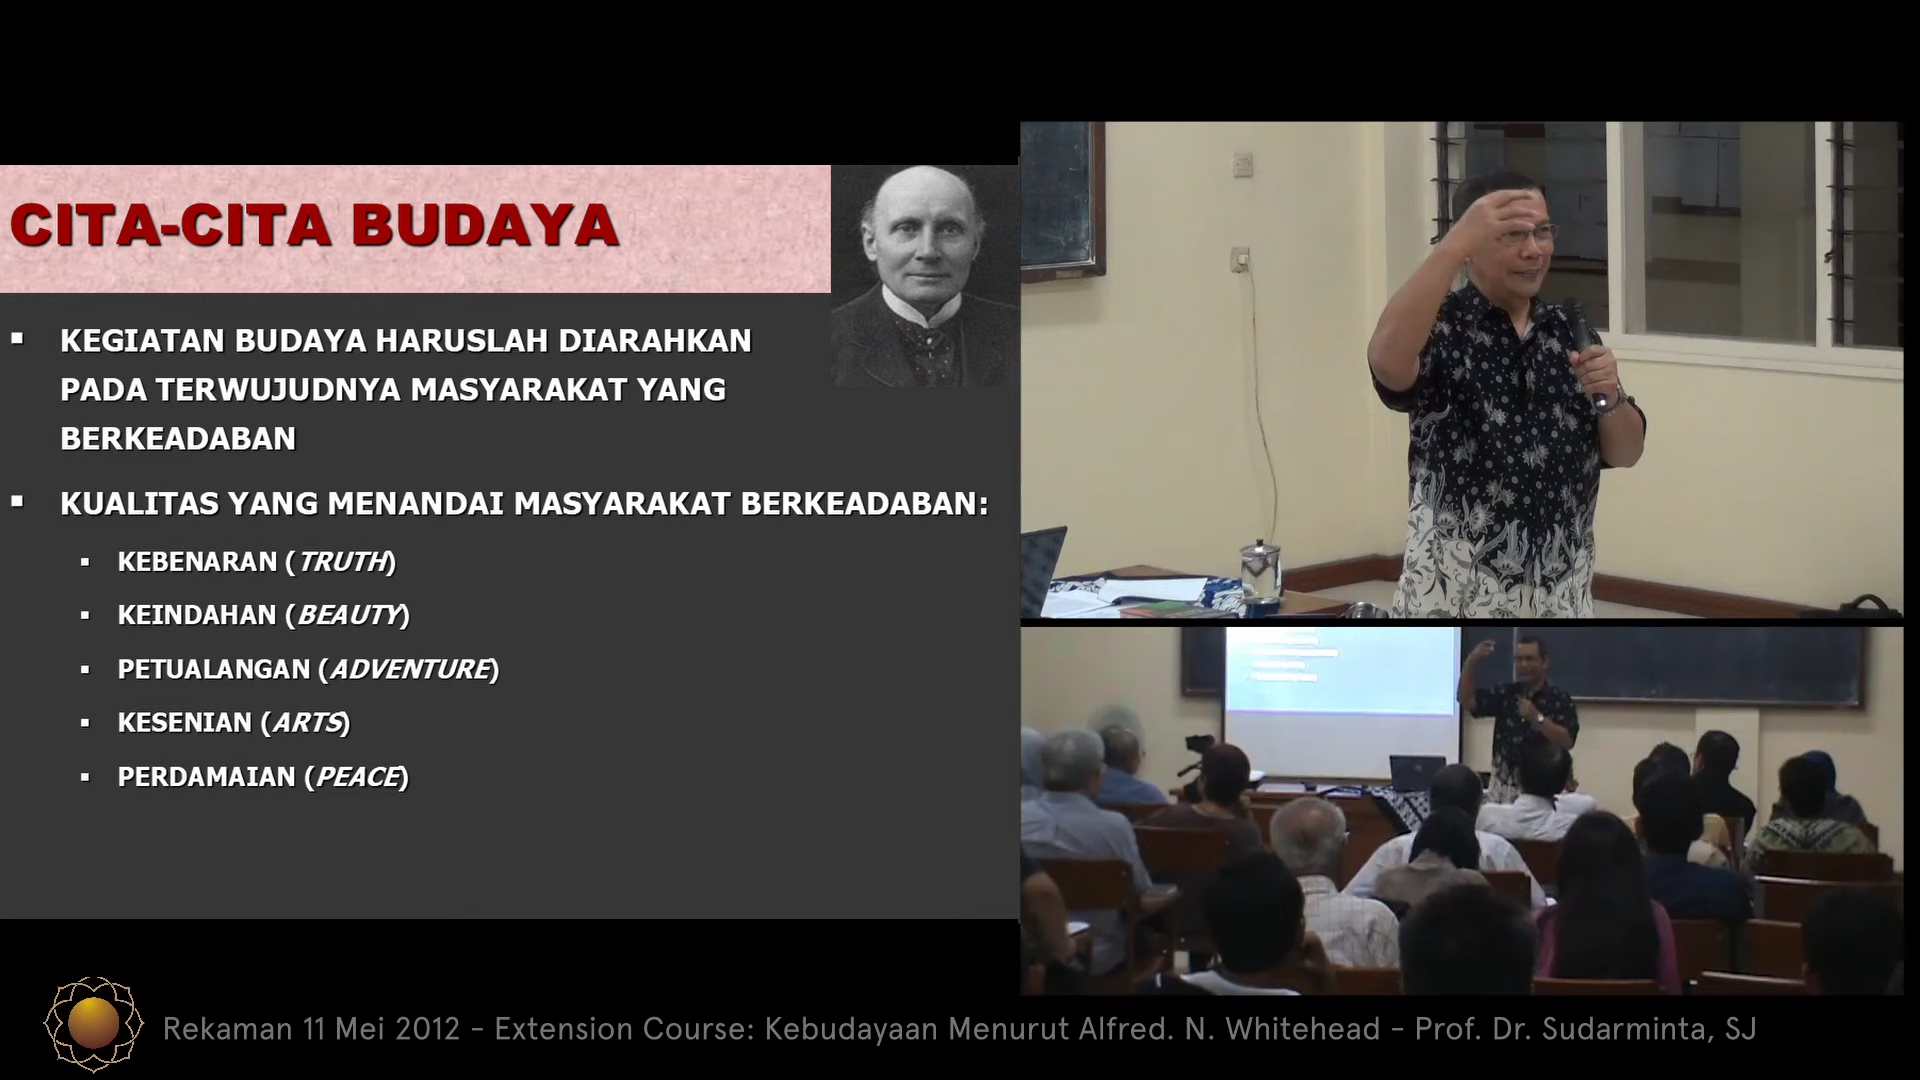 CITA-CITA BUDAYA
▪ KEGIATAN BUDAYA HARUSLAH DIARAHKAN
PADA TERWUJUDNYA MASYARAKAT YANG
BERKEADABAN
▪ KUALITAS YANG MENANDAI MASYARAKAT BERKEADABAN:
▪ KEBENARAN (TRUTH)
▪ KEINDAHAN (BEAUTY)
▪ PETUALANGAN (ADVENTURE)
▪ KESENIAN (ARTS)
▪ PERDAMAIAN (PEACE)
Rekaman 11 Mei 2012 - Extension Course: Kebudayaan Menurut Alfred. N. Whitehead - Prof. Dr. Sudarminta, SJ